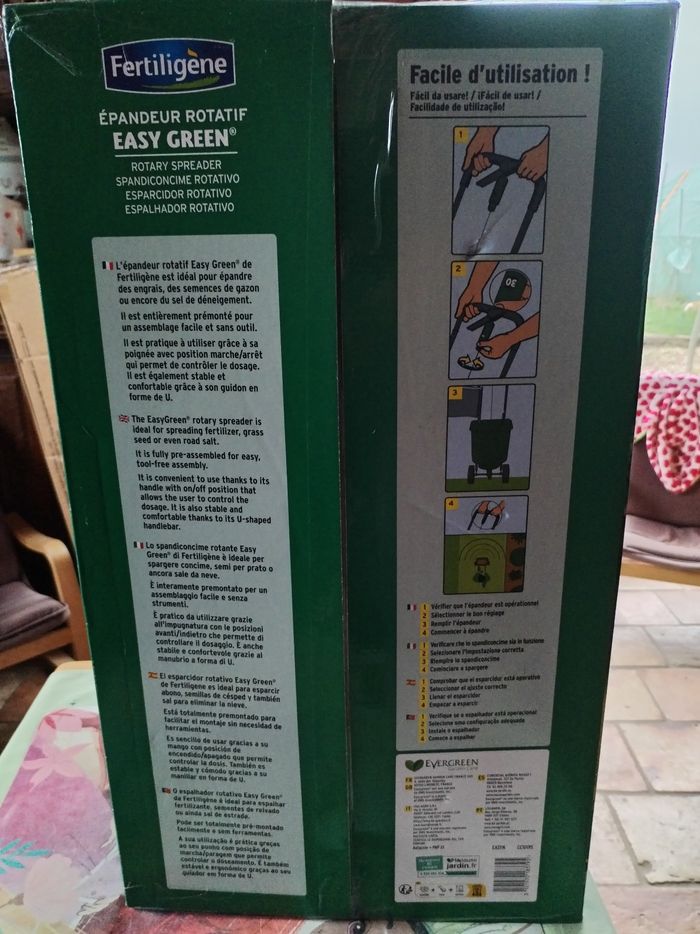 Fertiligène
ÉPANDEUR ROTATIF
EASY GREEN®
ROTARY SPREADER
SPANDICONCIME ROTATIVO
ESPARCIDOR ROTATIVO
ESPALHADOR ROTATIVO
L'épandeur rotatif Easy Green® de
Fertiligène est idéal pour épandre
des engrais, des semences de gazon
ou encore du sel de déneigement.
Il est entièrement prémonté pour
un assemblage facile et sans outil.
Il est pratique à utiliser grâce à sa
poignée avec position marche/arrêt
qui permet de contrôler le dosage.
Il est également stable et
confortable grâce à son guidon en
forme de U.
The EasyGreen® rotary spreader is
ideal for spreading fertilizer, grass
seed or even road salt.
It is fully pre-assembled for easy,
tool-free assembly.
It is convenient to use thanks to its
handle with on/off position that
allows the user to control the
dosage. It is also stable and
comfortable thanks to its U-shaped
handlebar.
Lo spandiconcime rotante Easy
Green® di Fertiligène è ideale per
spargere concime, semi per prato o
ancora sale da neve.
È interamente premontato per un
assemblaggio facile e senza
strumenti.
È pratico da utilizzare grazie
all'impugnatura con le posizioni
avanti/indietro che permette di
controllare il dosaggio. È anche
stabile e confortevole grazie al
manubrio a forma di U.
El esparcidor rotativo Easy Green®
de Fertiligène es ideal para esparcir
abono, semillas de césped y también
sal para eliminar la nieve.
Está totalmente premontado para
facilitar el montaje sin necesidad de
herramientas.
Es sencillo de usar gracias a su
mango con posición de
encendido/apagado que permite
controlar la dosis. También es
estable y cómodo gracias a su
manillar en forma de U.
O espalhador rotativo Easy Green®
da Fertiligène é ideal para espalhar
fertilizante, sementes de relvado
ou ainda sal de estrada.
Pode ser totalmente pré-montado
facilmente e sem ferramentas.
A sua utilização é prática graças
ao seu punho com posição de
marcha/paragem que permite
controlar o doseamento. É também
estável e ergonómico graças ao seu
guiador em forma de U.
Facile d'utilisation !
Fácil da usare! / ¡Fácil de usar! /
Facilidade de utilização!
1
2
30
3
4
1 Vérifier que l'épandeur est opérationnel
2 Sélectionner le bon réglage
3 Remplir l'épandeur
4 Commencer à épandre
1 Verificare che lo spandiconcime sia in funzione
2 Selezionare l'impostazione corretta
3 Riempire lo spandiconcime
4 Cominciare a spargere
1 Comprobar que el esparcidor está operativo
2 Seleccionar el ajuste correcto
3 Llenar el esparcidor
4 Empezar a esparcir
1 Verifique se o espalhador está operacional
2 Selecione uma configuração adequada
3 Instale o espalhador
4 Comece a espalhar
EVERGREEN
FR
ES
IT
jardin.fr